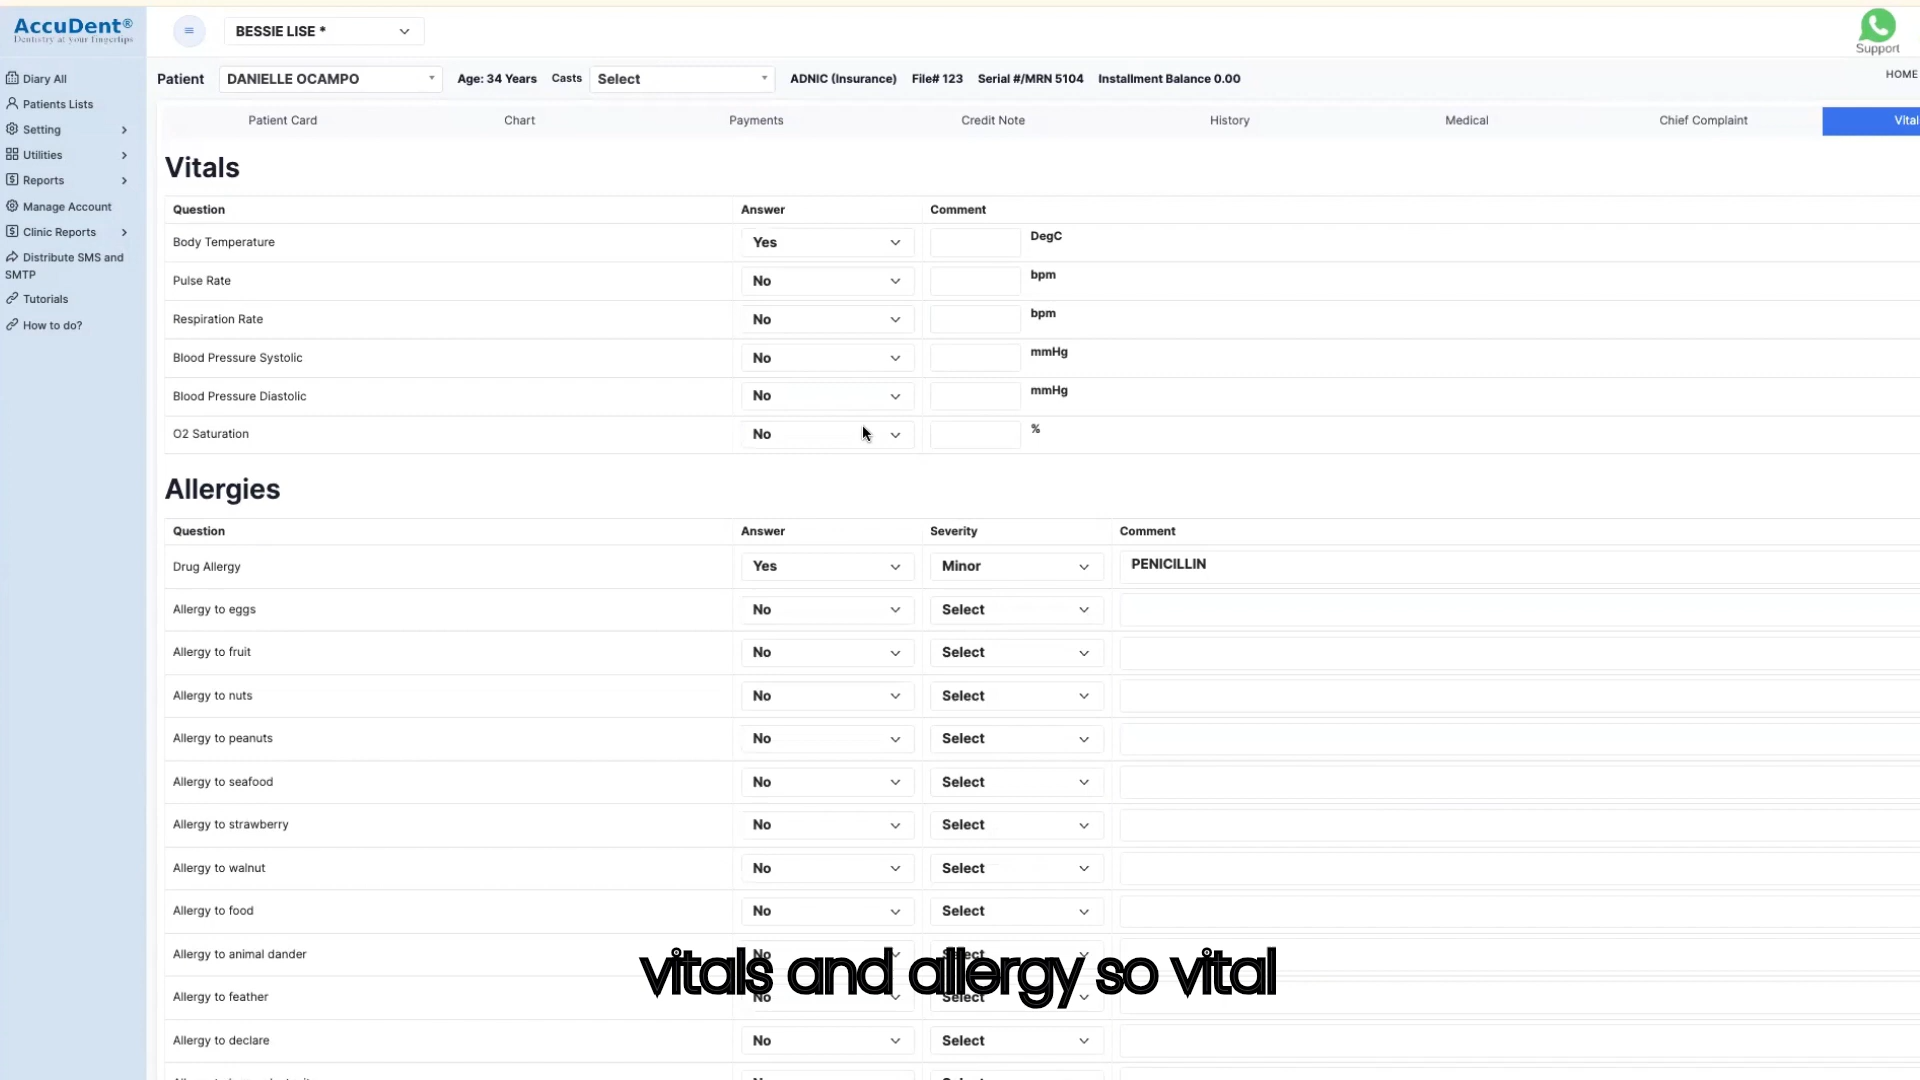 AccuDent®
Dentistry at your fingertips
BESSIE LISE *
Support
HOME
Diary All
Patients Lists
Setting
Utilities
Reports
Manage Account
Clinic Reports
Distribute SMS and
SMTP
Tutorials
How to do?
Patient DANIELLE OCAMPO Age: 34 Years Casts Select ADNIC (Insurance) File# 123 Serial #/MRN 5104 Installment Balance 0.00
Patient Card Chart Payments Credit Note History Medical Chief Complaint Vital
Vitals
Question Answer Comment
Body Temperature Yes DegC
Pulse Rate No bpm
Respiration Rate No bpm
Blood Pressure Systolic No mmHg
Blood Pressure Diastolic No mmHg
O2 Saturation No %
Allergies
Question Answer Severity Comment
Drug Allergy Yes Minor PENICILLIN
Allergy to eggs No Select
Allergy to fruit No Select
Allergy to nuts No Select
Allergy to peanuts No Select
Allergy to seafood No Select
Allergy to strawberry No Select
Allergy to walnut No Select
Allergy to food No Select
Allergy to animal dander No Select
vitals and allergy so vital
Allergy to feather No Select
Allergy to declare No Select